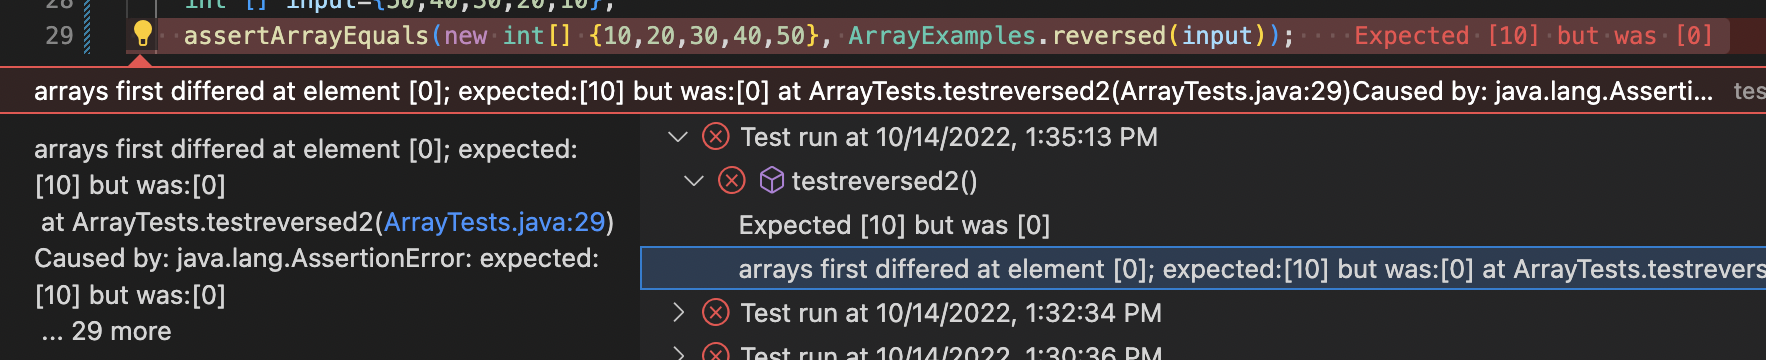 28 int [] input={50,40,30,20,10};
29 assertArrayEquals(new int[] {10,20,30,40,50}, ArrayExamples.reversed(input)); Expected [10] but was [0]
arrays first differed at element [0]; expected:[10] but was:[0] at ArrayTests.testreversed2(ArrayTests.java:29)Caused by: java.lang.Asserti... tes
arrays first differed at element [0]; expected:
[10] but was:[0]
at ArrayTests.testreversed2(ArrayTests.java:29)
Caused by: java.lang.AssertionError: expected:
[10] but was:[0]
... 29 more
Test run at 10/14/2022, 1:35:13 PM
testreversed2()
Expected [10] but was [0]
arrays first differed at element [0]; expected:[10] but was:[0] at ArrayTests.testrevers
Test run at 10/14/2022, 1:32:34 PM
Test run at 10/14/2022, 1:30:36 PM